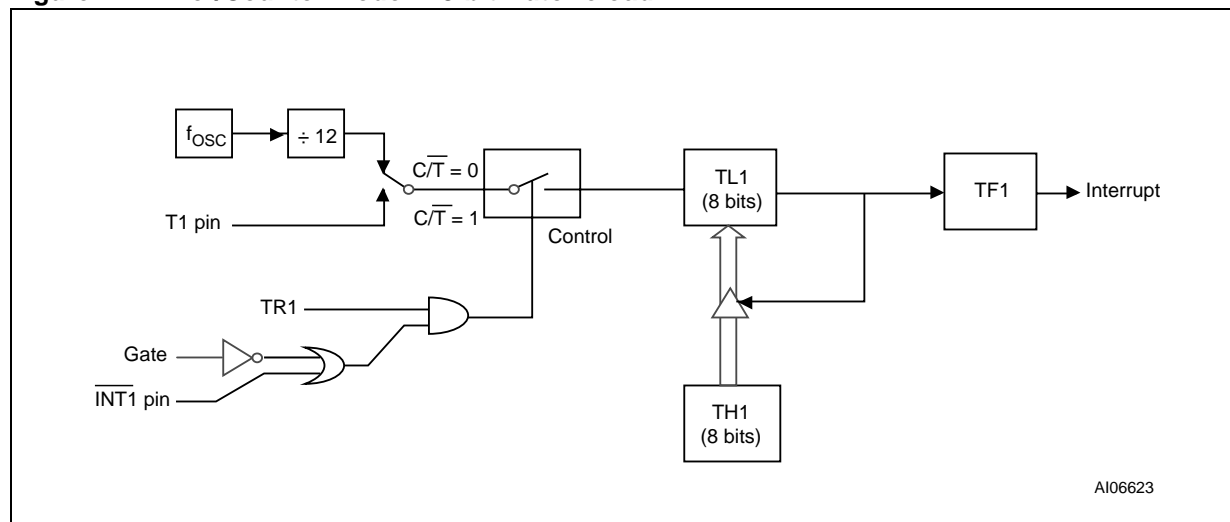 fOSC
÷ 12
C/T̅ = 0
C/T̅ = 1
T1 pin
Control
TL1
(8 bits)
TF1
Interrupt
TR1
Gate
I̅N̅T̅1̅ pin
TH1
(8 bits)
AI06623